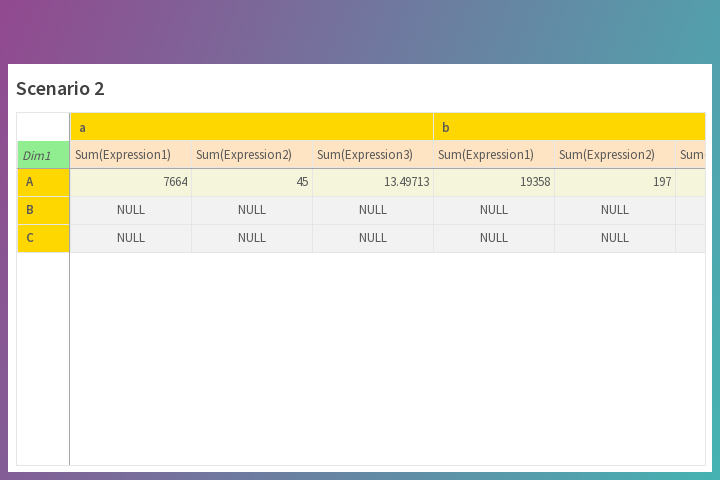 Scenario 2
a b
Dim1 Sum(Expression1) Sum(Expression2) Sum(Expression3) Sum(Expression1) Sum(Expression2) Sum
A 7664 45 13.49713 19358 197
B NULL NULL NULL NULL NULL
C NULL NULL NULL NULL NULL